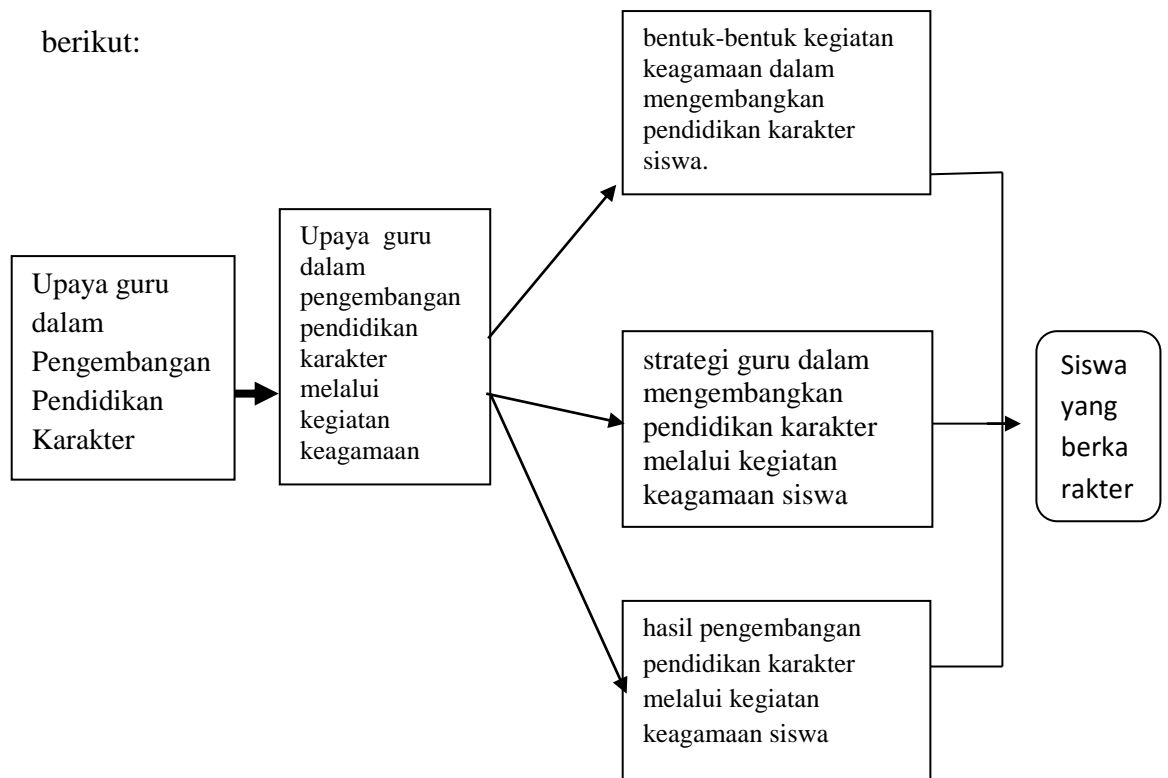 berikut:
Upaya guru
dalam
Pengembangan
Pendidikan
Karakter
Upaya guru
dalam
pengembangan
pendidikan
karakter
melalui
kegiatan
keagamaan
bentuk-bentuk kegiatan
keagamaan dalam
mengembangkan
pendidikan karakter
siswa.
strategi guru dalam
mengembangkan
pendidikan karakter
melalui kegiatan
keagamaan siswa
hasil pengembangan
pendidikan karakter
melalui kegiatan
keagamaan siswa
Siswa
yang
berka
rakter